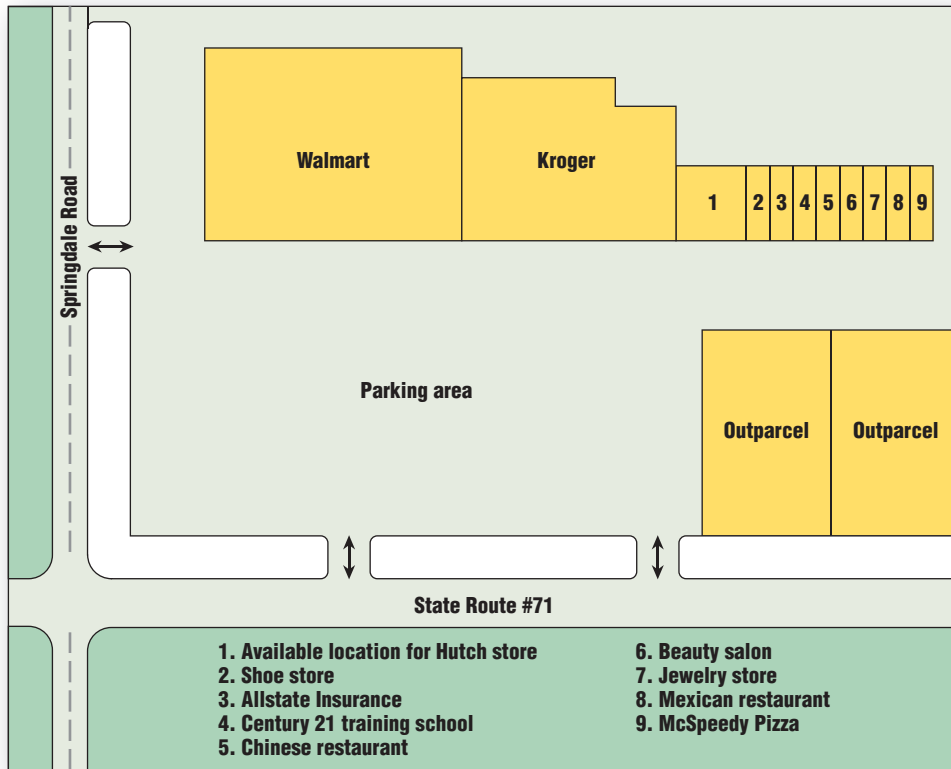 Springdale Road
Walmart
Kroger
1
2
3
4
5
6
7
8
9
Parking area
Outparcel
Outparcel
State Route #71
1. Available location for Hutch store
2. Shoe store
3. Allstate Insurance
4. Century 21 training school
5. Chinese restaurant
6. Beauty salon
7. Jewelry store
8. Mexican restaurant
9. McSpeedy Pizza